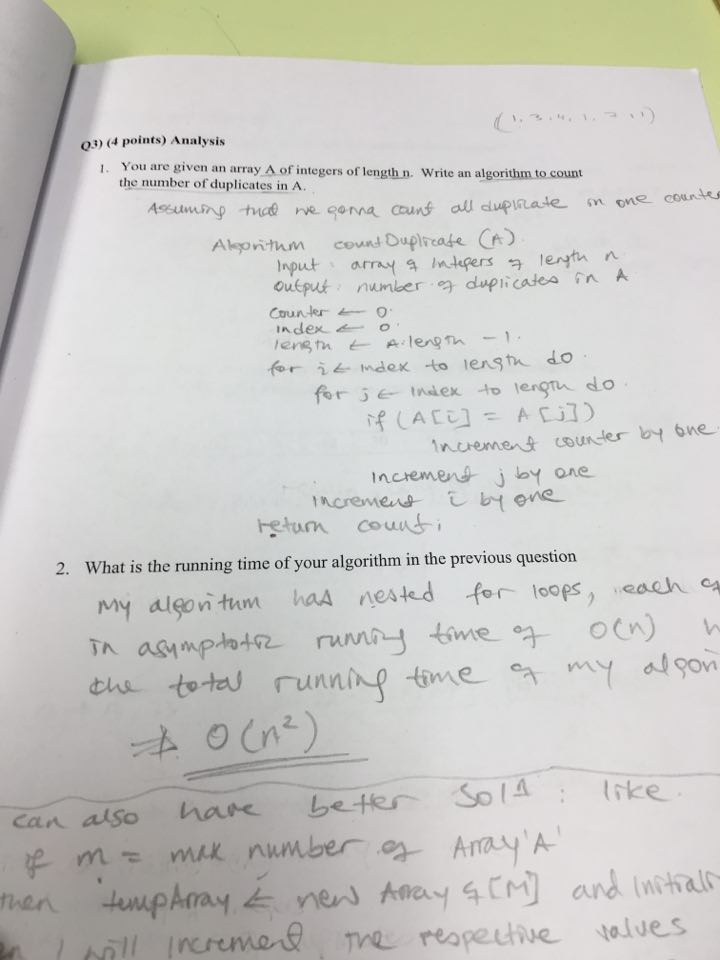 (1, 3, 4, 1, 2, 1)
Q3) (4 points) Analysis
1. You are given an array A of integers of length n. Write an algorithm to count
the number of duplicates in A.
Assuming that we gonna count all duplicate in one counter
Algorithm countDuplicate (A)
Input : array of integers of length n
Output : number of duplicates in A
Counter ← 0
index ← 0
length ← A.length - 1.
for i ← index to length do
for j ← index to length do
if (A[i] = A[j])
Increment counter by one
Increment j by one
increment i by one
return count;
2. What is the running time of your algorithm in the previous question
My algoritum has nested for loops, each of
in asymptotic running time of O(n)
the total running time of my algori
⇒ O(n²)
can also have better Sol : like
if m = max number of Array 'A'
then tempArray ← new Array of [M] and Initiali
I will increment the respective values